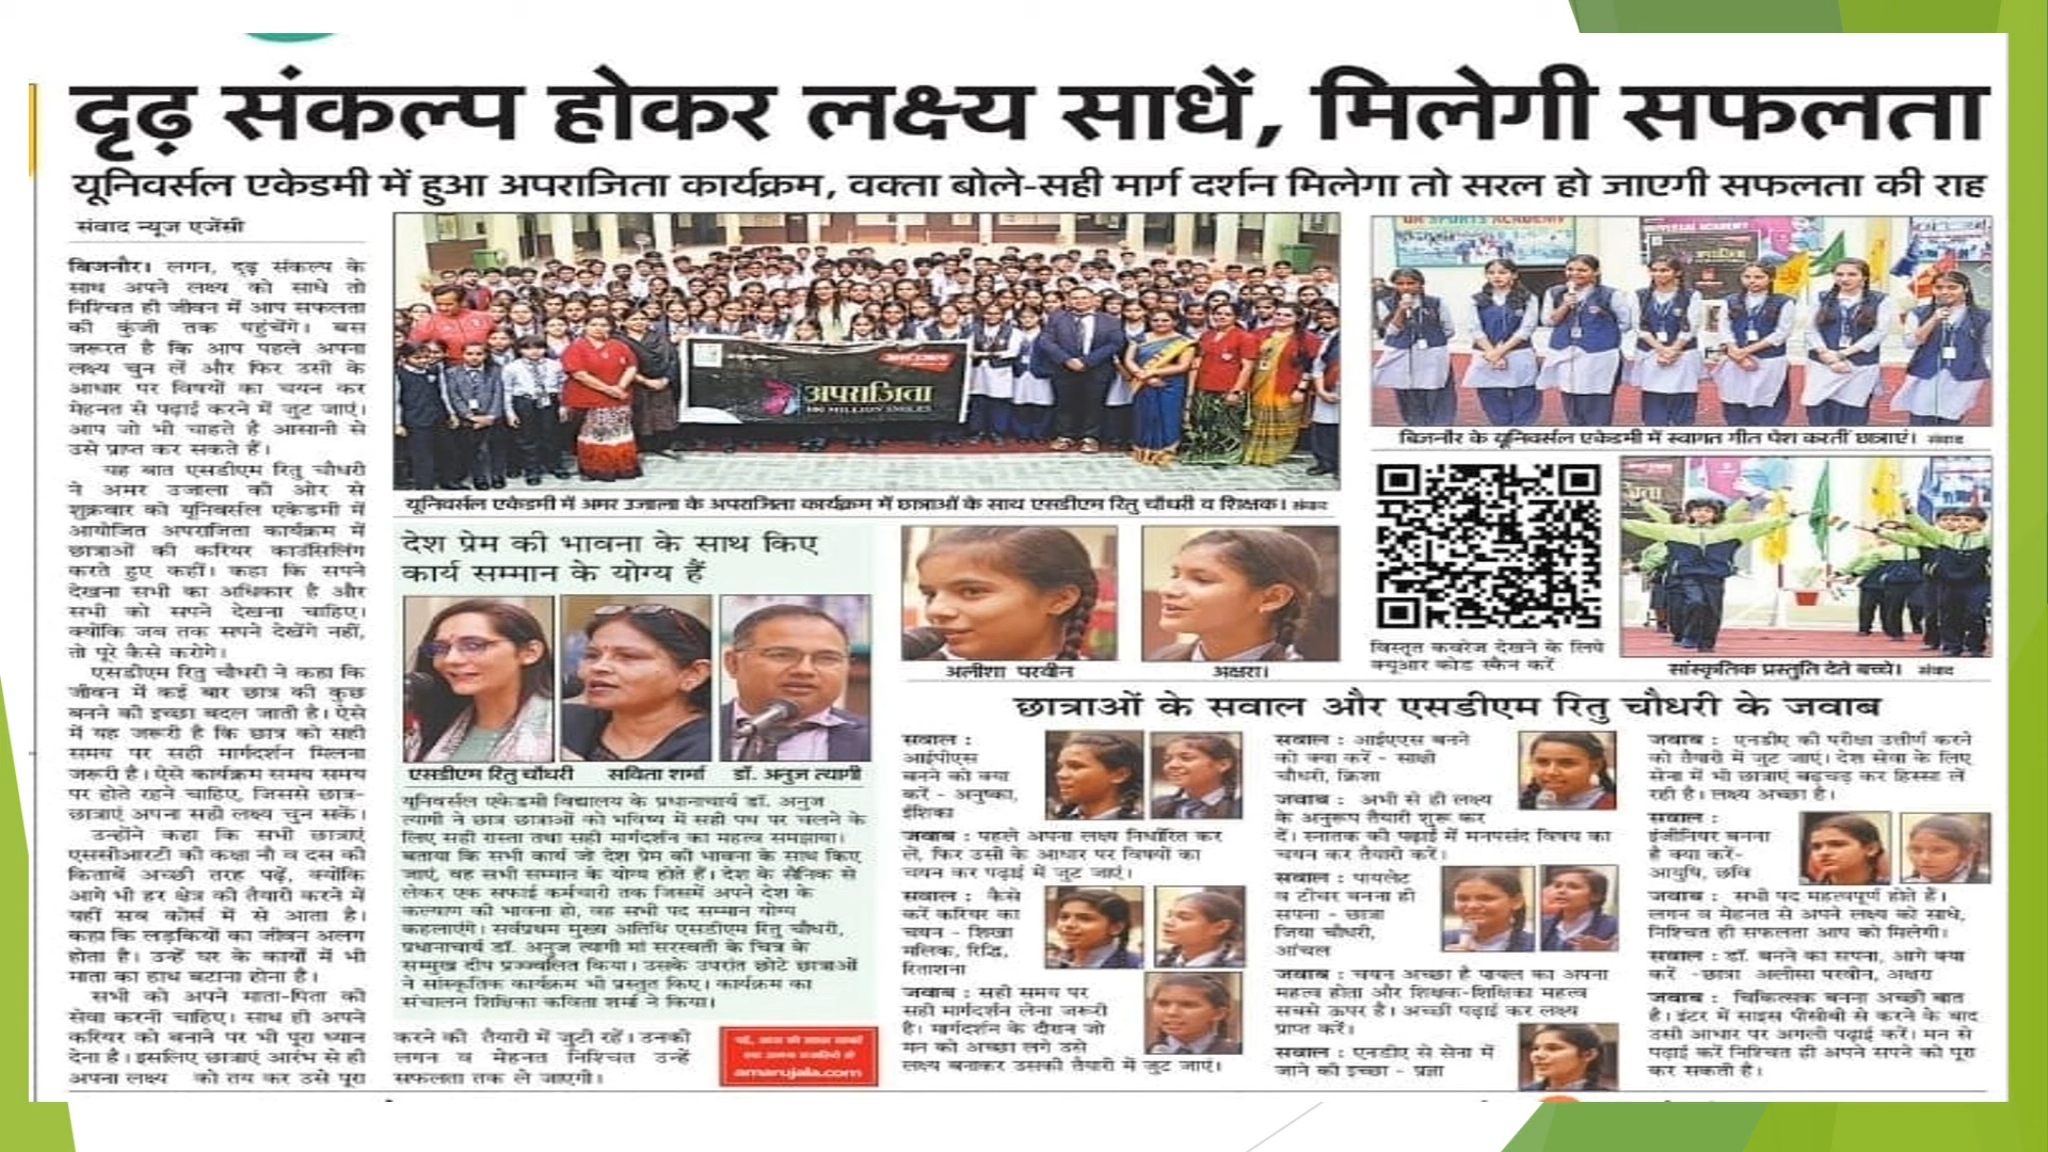 दृढ़ संकल्प होकर लक्ष्य साधें, मिलेगी सफलता
यूनिवर्सल एकेडमी में हुआ अपराजिता कार्यक्रम, वक्ता बोले-सही मार्ग दर्शन मिलेगा तो सरल हो जाएगी सफलता की राह
संवाद न्यूज एजेंसी
बिजनौर। लगन, दृढ़ संकल्प के
साथ अपने लक्ष्य को साधे तो
निश्चित ही जीवन में आप सफलता
की कुंजी तक पहुंचेंगे। बस
जरूरत है कि आप पहले अपना
लक्ष्य चुन लें और फिर उसी के
आधार पर विषयों का चयन कर
मेहनत से पढ़ाई करने में जुट जाएं।
आप जो भी चाहते है आसानी से
उसे प्राप्त कर सकते हैं।
यह बात एसडीएम रितु चौधरी
ने अमर उजाला की ओर से
शुक्रवार को यूनिवर्सल एकेडमी में
आयोजित अपराजिता कार्यक्रम में
छात्राओं की करियर काउंसिलिंग
करते हुए कहीं। कहा कि सपने
देखना सभी का अधिकार है और
सभी को सपने देखना चाहिए।
क्योंकि जब तक सपने देखेंगे नहीं,
तो पूरे कैसे करोगे।
एसडीएम रितु चौधरी ने कहा कि
जीवन में कई बार छात्र की कुछ
बनने की इच्छा बदल जाती है। ऐसे
में यह जरूरी है कि छात्र को सही
समय पर सही मार्गदर्शन मिलना
जरूरी है। ऐसे कार्यक्रम समय समय
पर होते रहने चाहिए, जिससे छात्र-
छात्राएं अपना सही लक्ष्य चुन सकें।
उन्होंने कहा कि सभी छात्राएं
एससीआरटी की कक्षा नौ व दस की
किताबें अच्छी तरह पढ़ें, क्योंकि
आगे भी हर क्षेत्र की तैयारी करने में
यहीं सब कोर्स में से आता है।
कहा कि लड़कियों का जीवन अलग
होता है। उन्हें घर के कार्यों में भी
माता का हाथ बटाना होना है।
सभी को अपने माता-पिता की
सेवा करनी चाहिए। साथ ही अपने
करियर को बनाने पर भी पूरा ध्यान
देना है। इसलिए छात्राएं आरंभ से ही
अपना लक्ष्य को तय कर उसे पूरा
करने की तैयारी में जुटी रहें। उनकी
लगन व मेहनत निश्चित उन्हें
सफलता तक ले जाएगी।
अपराजिता
100 MILLION SMILES
यूनिवर्सल एकेडमी में अमर उजाला के अपराजिता कार्यक्रम में छात्राओं के साथ एसडीएम रितु चौधरी व शिक्षक। संवाद
देश प्रेम की भावना के साथ किए
कार्य सम्मान के योग्य हैं
एसडीएम रितु चौधरी सविता शर्मा डॉ. अनुज त्यागी
यूनिवर्सल एकेडमी विद्यालय के प्रधानाचार्य डॉ. अनुज
त्यागी ने छात्र छात्राओं को भविष्य में सही पथ पर चलने के
लिए सही रास्ता तथा सही मार्गदर्शन का महत्व समझाया।
बताया कि सभी कार्य जो देश प्रेम की भावना के साथ किए
जाएं, वह सभी सम्मान के योग्य होते हैं। देश के सैनिक से
लेकर एक सफाई कर्मचारी तक जिसमें अपने देश के
कल्याण की भावना हो, वह सभी पद सम्मान योग्य
कहलाएंगे। सर्वप्रथम मुख्य अतिथि एसडीएम रितु चौधरी,
प्रधानाचार्य डॉ. अनुज त्यागी मां सरस्वती के चित्र के
सम्मुख दीप प्रज्ज्वलित किया। उसके उपरांत छोटे छात्राओं
ने सांस्कृतिक कार्यक्रम भी प्रस्तुत किए। कार्यक्रम का
संचालन शिक्षिका कविता शर्मा ने किया।
amarujala.com
अलीशा परवीन
अक्षरा।
UK SPORTS ACADEMY
UNIVERSAL ACADEMY
बिजनौर के यूनिवर्सल एकेडमी में स्वागत गीत पेश करतीं छात्राएं। संवाद
विस्तृत कवरेज देखने के लिये
क्यूआर कोड स्कैन करें
सांस्कृतिक प्रस्तुति देते बच्चे। संवाद
छात्राओं के सवाल और एसडीएम रितु चौधरी के जवाब
सवाल :
आईपीएस
बनने को क्या
करें - अनुष्का,
ईशिका
जवाब : पहले अपना लक्ष्य निर्धारित कर
लें, फिर उसी के आधार पर विषयों का
चयन कर पढ़ाई में जुट जाएं।
सवाल : कैसे
करें करियर का
चयन - शिखा
मलिक, रिद्धि,
रिताशना
जवाब : सही समय पर
सही मार्गदर्शन लेना जरूरी
है। मार्गदर्शन के दौरान जो
मन को अच्छा लगे उसे
लक्ष्य बनाकर उसकी तैयारी में जुट जाएं।
सवाल : आईएएस बनने
को क्या करें - साक्षी
चौधरी, क्रिशा
जवाब : अभी से ही लक्ष्य
के अनुरूप तैयारी शुरू कर
दें। स्नातक की पढ़ाई में मनपसंद विषय का
चयन कर तैयारी करें।
सवाल : पायलेट
व टीचर बनना ही
सपना - छात्रा
जिया चौधरी,
आंचल
जवाब : चयन अच्छा है पायल का अपना
महत्व होता और शिक्षक-शिक्षिका महत्व
सबसे ऊपर है। अच्छी पढ़ाई कर लक्ष्य
प्राप्त करें।
सवाल : एनडीए से सेना में
जाने की इच्छा - प्रज्ञा
जवाब : एनडीए की परीक्षा उत्तीर्ण करने
की तैयारी में जुट जाएं। देश सेवा के लिए
सेना में भी छात्राएं बढ़चढ़ कर हिस्सा लें
रही है। लक्ष्य अच्छा है।
सवाल :
इंजीनियर बनना
है क्या करें-
आयुषि, छवि
जवाब : सभी पद महत्वपूर्ण होते हैं।
लगन व मेहनत से अपने लक्ष्य को साधे,
निश्चित ही सफलता आप को मिलेगी।
सवाल : डॉ. बनने का सपना, आगे क्या
करें -छात्रा अलीसा परवीन, अक्षरा
जवाब : चिकित्सक बनना अच्छी बात
है। इंटर में साइंस पीसीबी से करने के बाद
उसी आधार पर अगली पढ़ाई करें। मन से
पढ़ाई करें निश्चित ही अपने सपने को पूरा
कर सकती है।